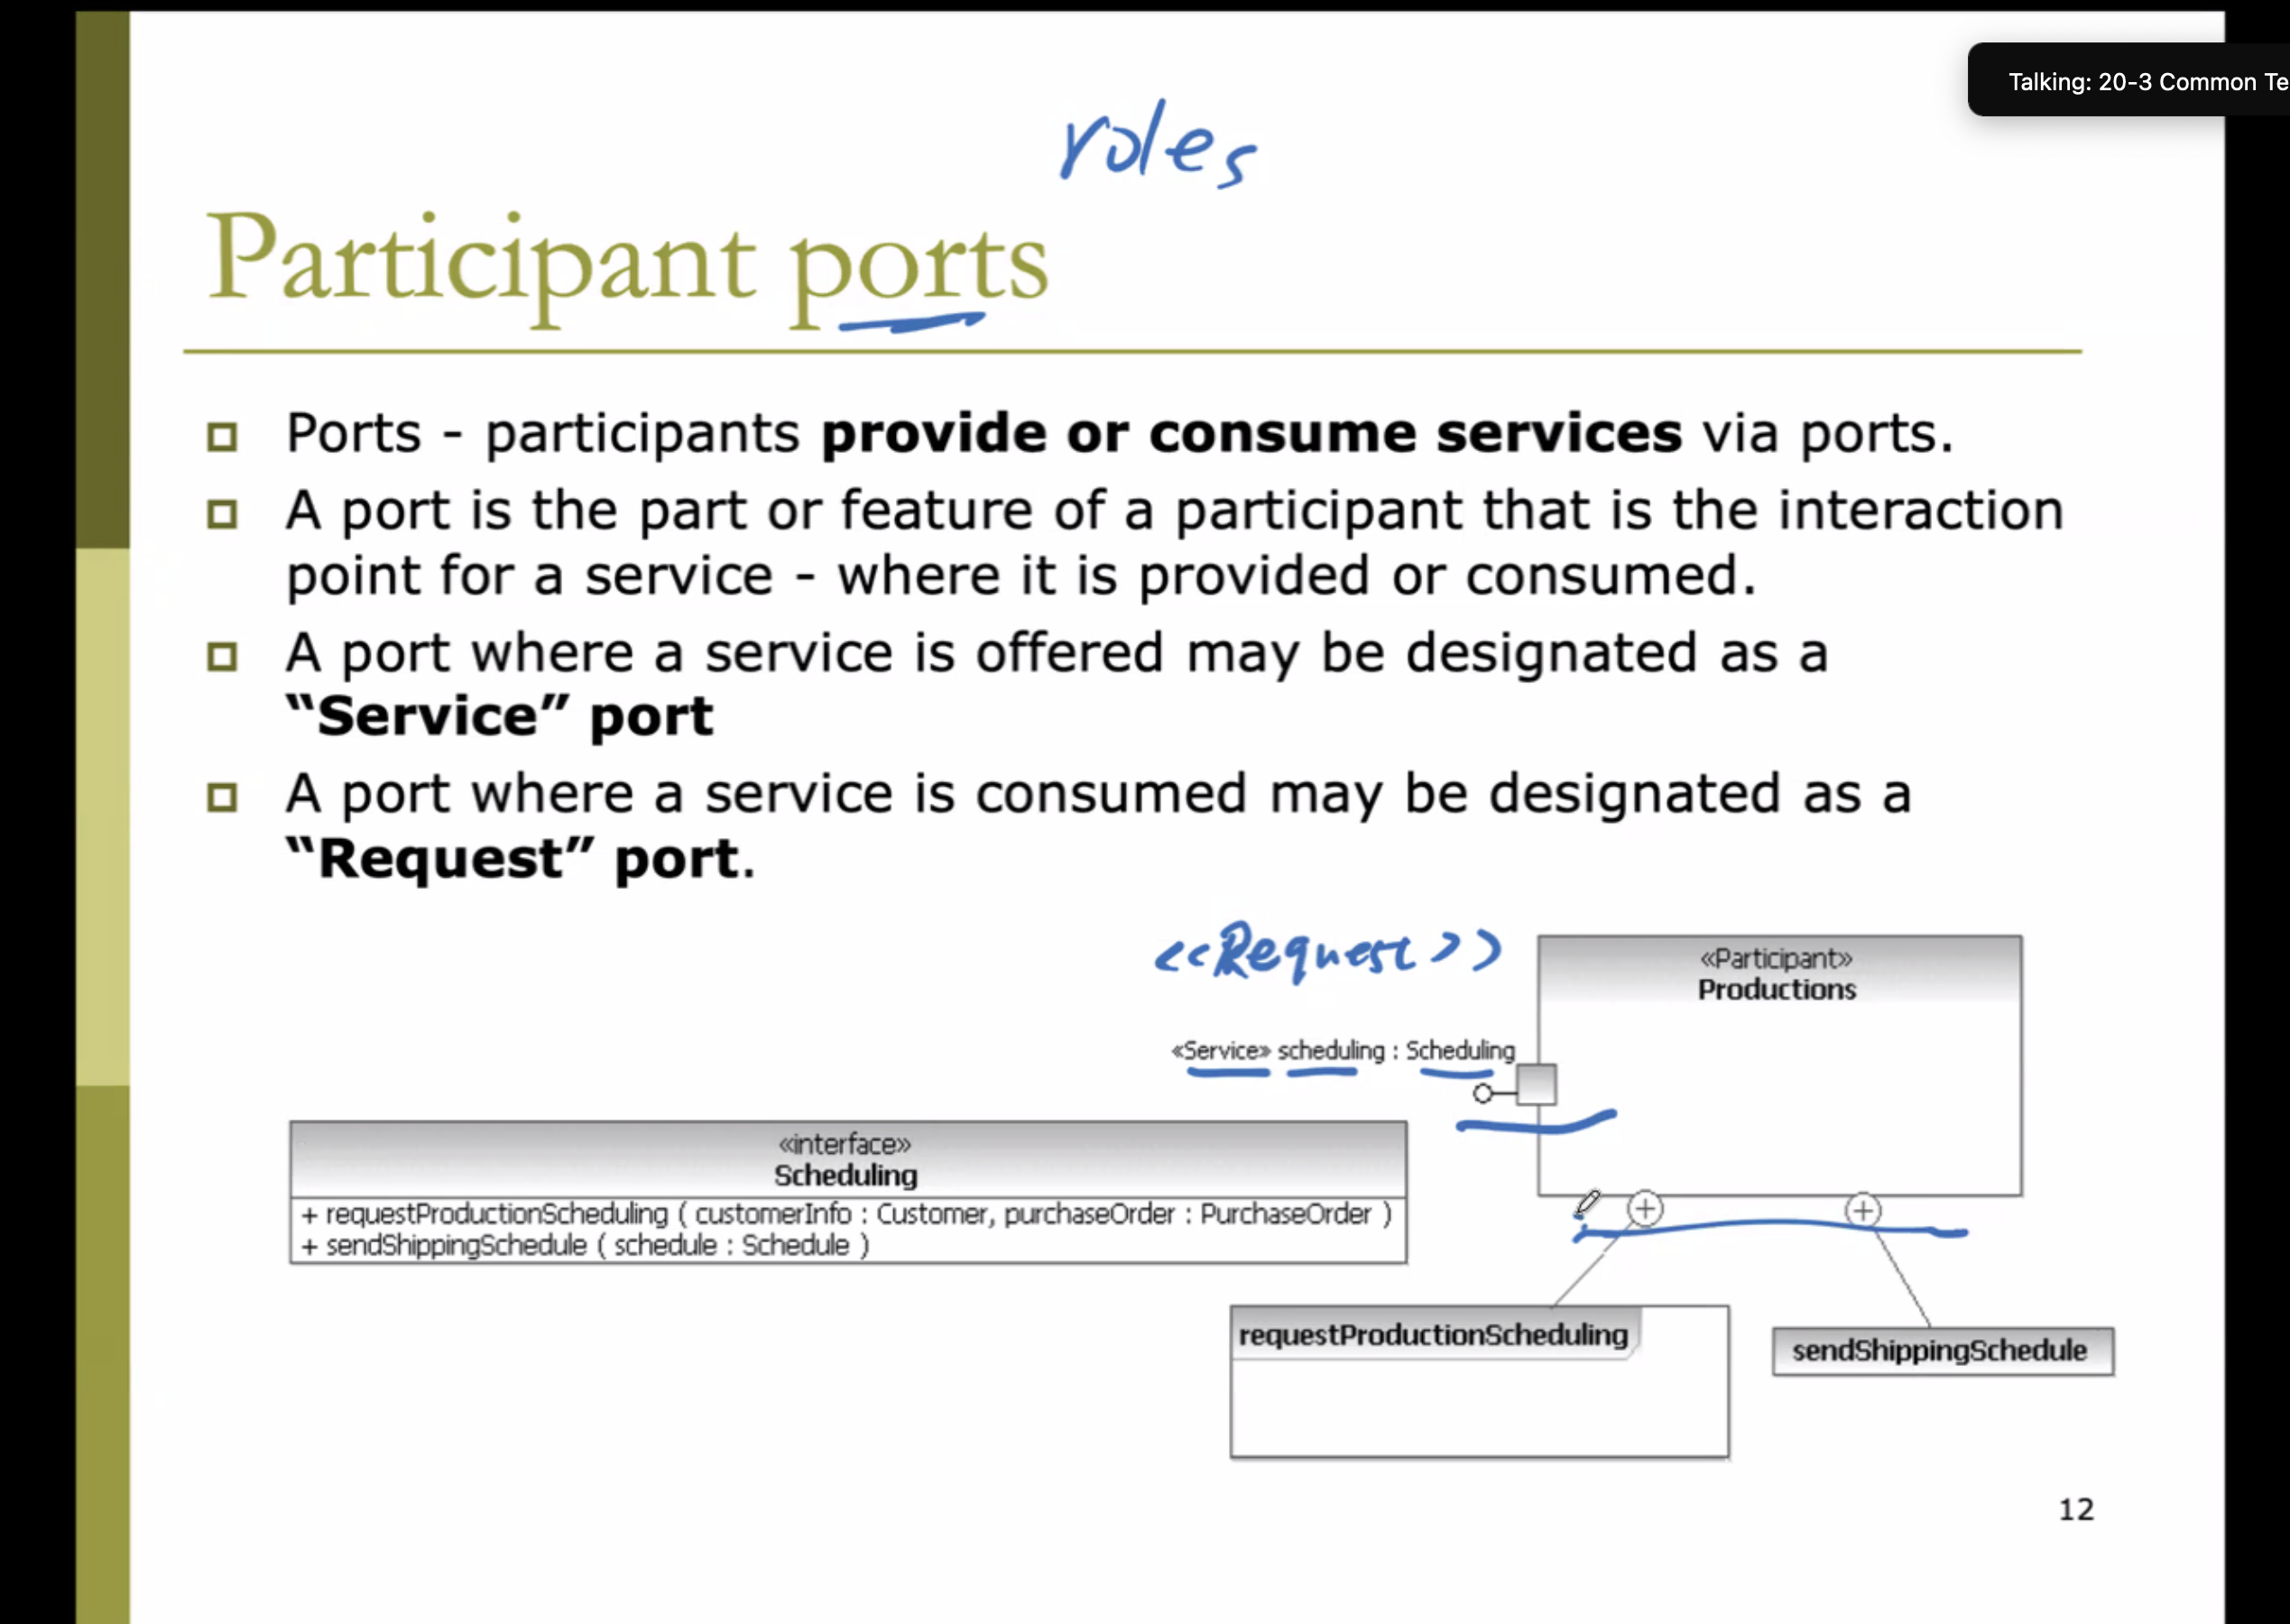 Talking: 20-3 Common Te
roles
Participant ports
Ports - participants provide or consume services via ports.
A port is the part or feature of a participant that is the interaction
point for a service - where it is provided or consumed.
A port where a service is offered may be designated as a
“Service” port
A port where a service is consumed may be designated as a
“Request” port.
<<Request>>
«Participant»
Productions
«Service» scheduling : Scheduling
«interface»
Scheduling
+ requestProductionScheduling ( customerInfo : Customer, purchaseOrder : PurchaseOrder )
+ sendShippingSchedule ( schedule : Schedule )
requestProductionScheduling
sendShippingSchedule
12